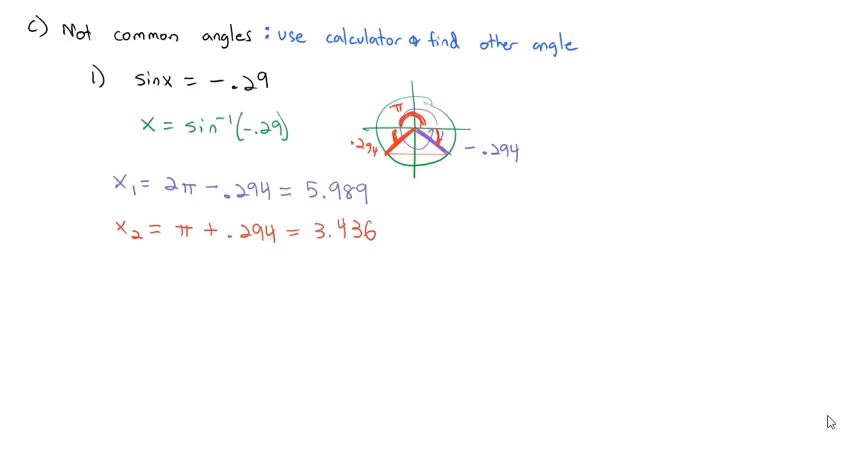 c) Not common angles : use calculator & find other angle
1) sinx = -.29
x = sin⁻¹(-.29)
π
.294
-.294
x₁ = 2π - .294 = 5.989
x₂ = π + .294 = 3.436